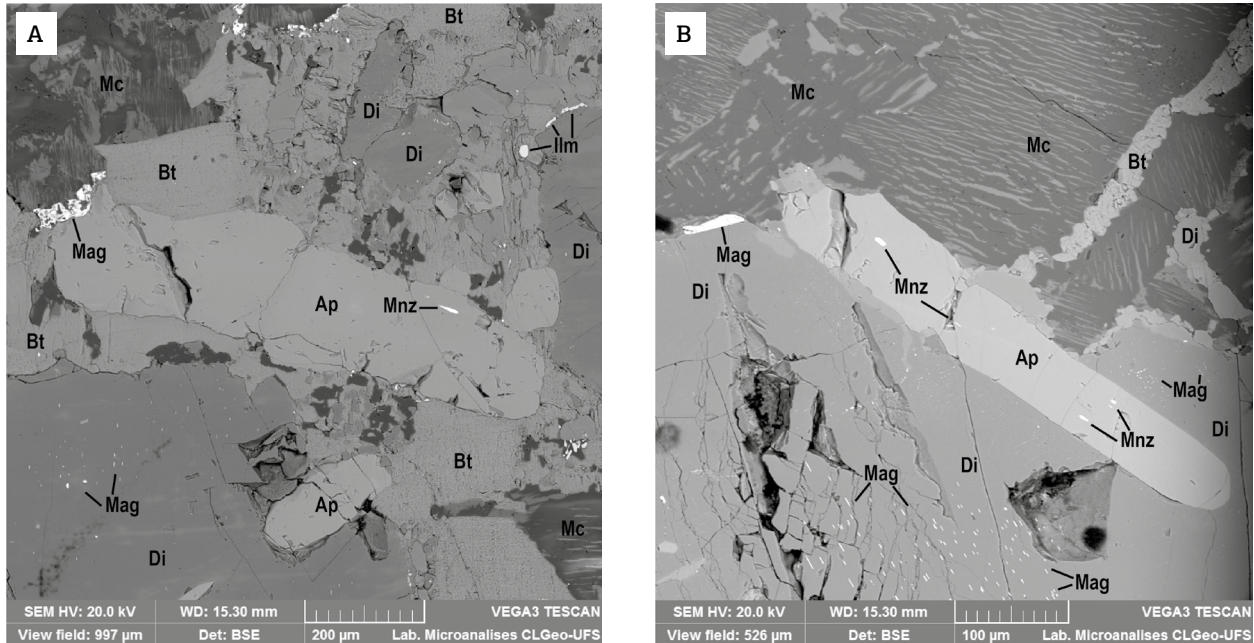 A
Bt
Mc
Di
Ilm
Di
Bt
Mag
Di
Ap
Mnz
Bt
Bt
Mag
Ap
Mc
Di
SEM HV: 20.0 kV WD: 15.30 mm VEGA3 TESCAN
View field: 997 µm Det: BSE 200 µm Lab. Microanalises CLGeo-UFS
B
Mc
Mc
Bt
Di
Mag
Di
Mnz
Ap
Mag
Mnz
Di
Di
Mag
Mag
SEM HV: 20.0 kV WD: 15.30 mm VEGA3 TESCAN
View field: 526 µm Det: BSE 100 µm Lab. Microanalises CLGeo-UFS